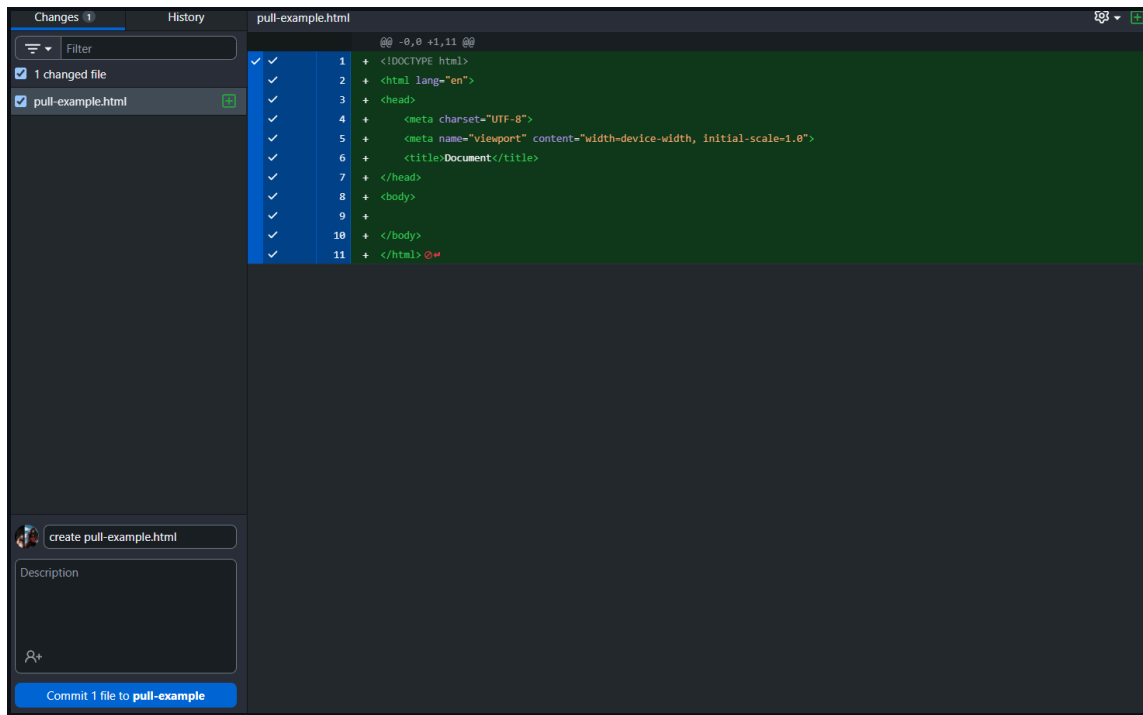 Changes 1 History
Filter
1 changed file
pull-example.html
create pull-example.html
Description
Commit 1 file to pull-example
pull-example.html
@@ -0,0 +1,11 @@
1 + <!DOCTYPE html>
2 + <html lang="en">
3 + <head>
4 +     <meta charset="UTF-8">
5 +     <meta name="viewport" content="width=device-width, initial-scale=1.0">
6 +     <title>Document</title>
7 + </head>
8 + <body>
9 +
10 + </body>
11 + </html>